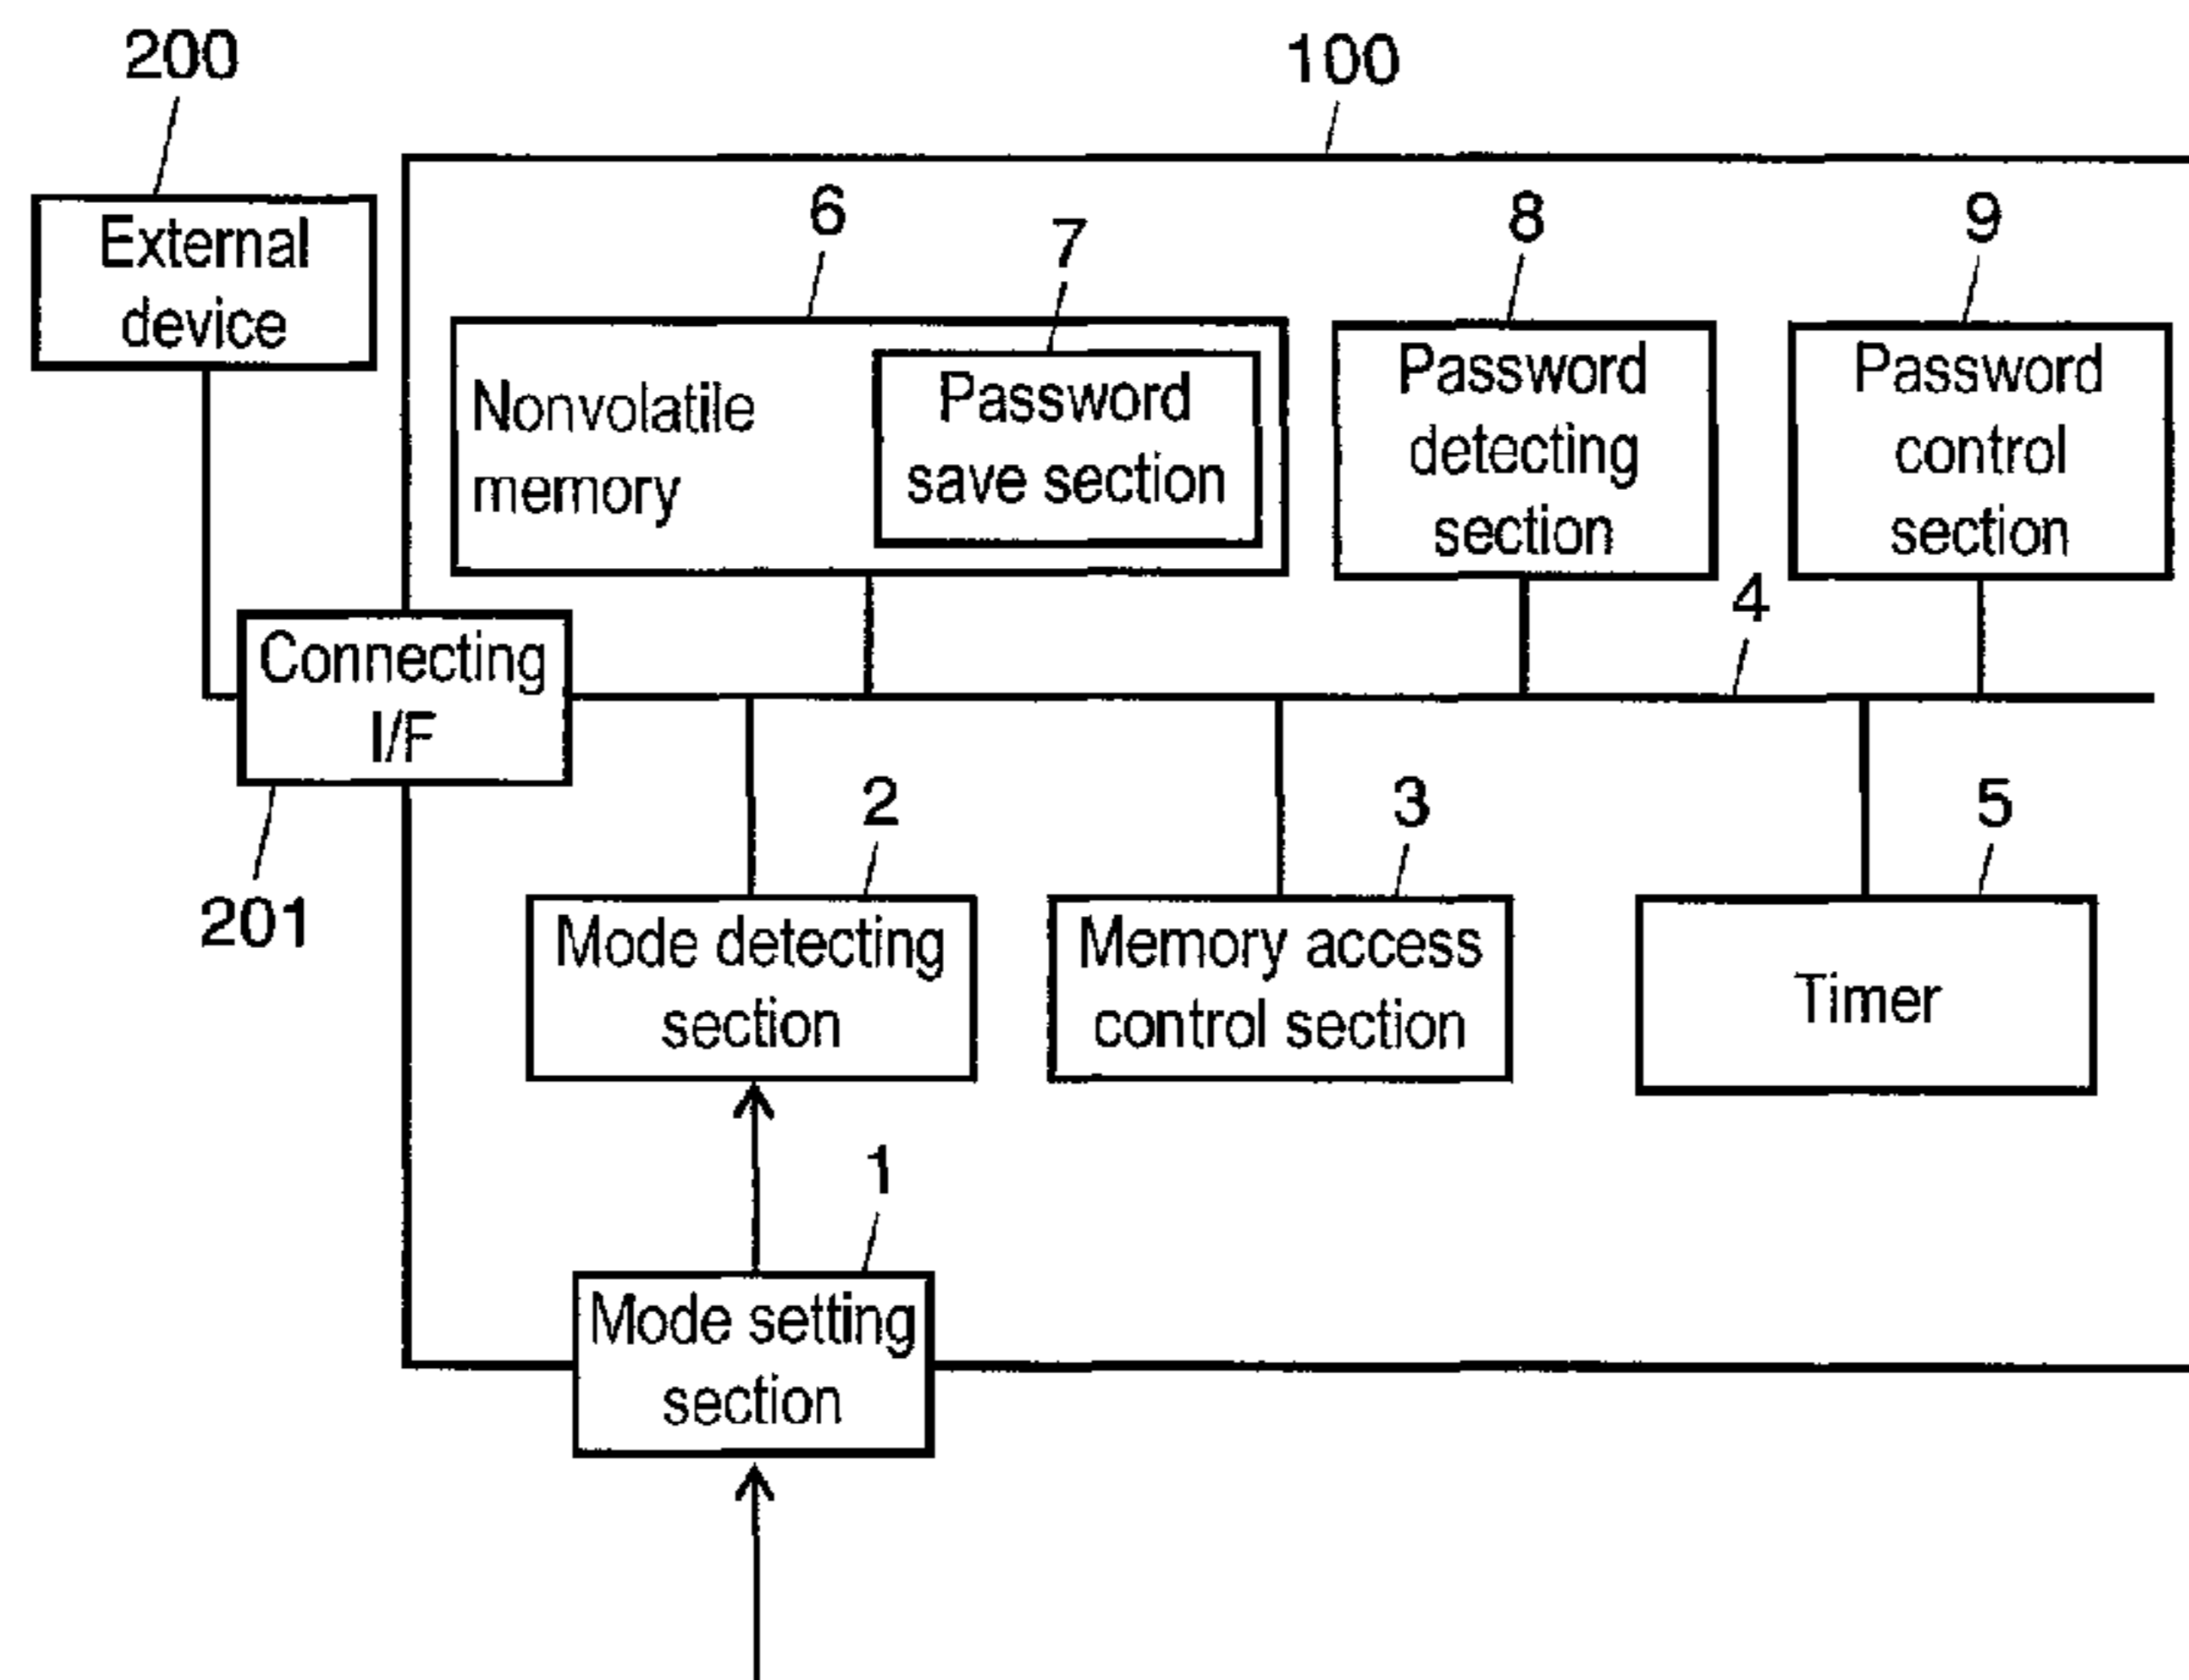 200
100
External
device
6
7
8
9
Nonvolatile
memory
Password
save section
Password
detecting
section
Password
control
section
4
Connecting
I/F
201
2
3
5
Mode detecting
section
Memory access
control section
Timer
1
Mode setting
section